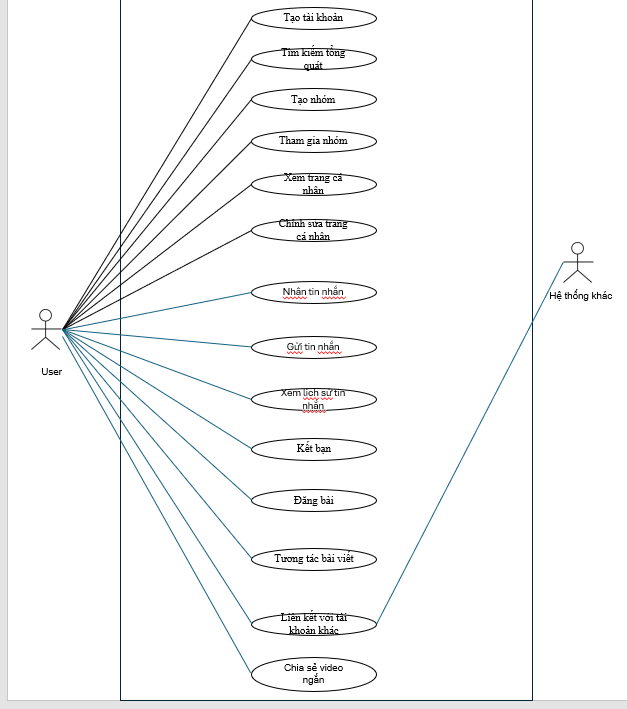 Tạo tài khoản
Tìm kiếm tổng
quát
Tạo nhóm
Tham gia nhóm
Xem trang cá
nhân
Chỉnh sửa trang
cá nhân
Nhận tin nhắn
Gửi tin nhắn
Xem lịch sử tin
nhắn
Kết bạn
Đăng bài
Tương tác bài viết
Liên kết với tài
khoản khác
Chia sẻ video
ngắn
User
Hệ thống khác